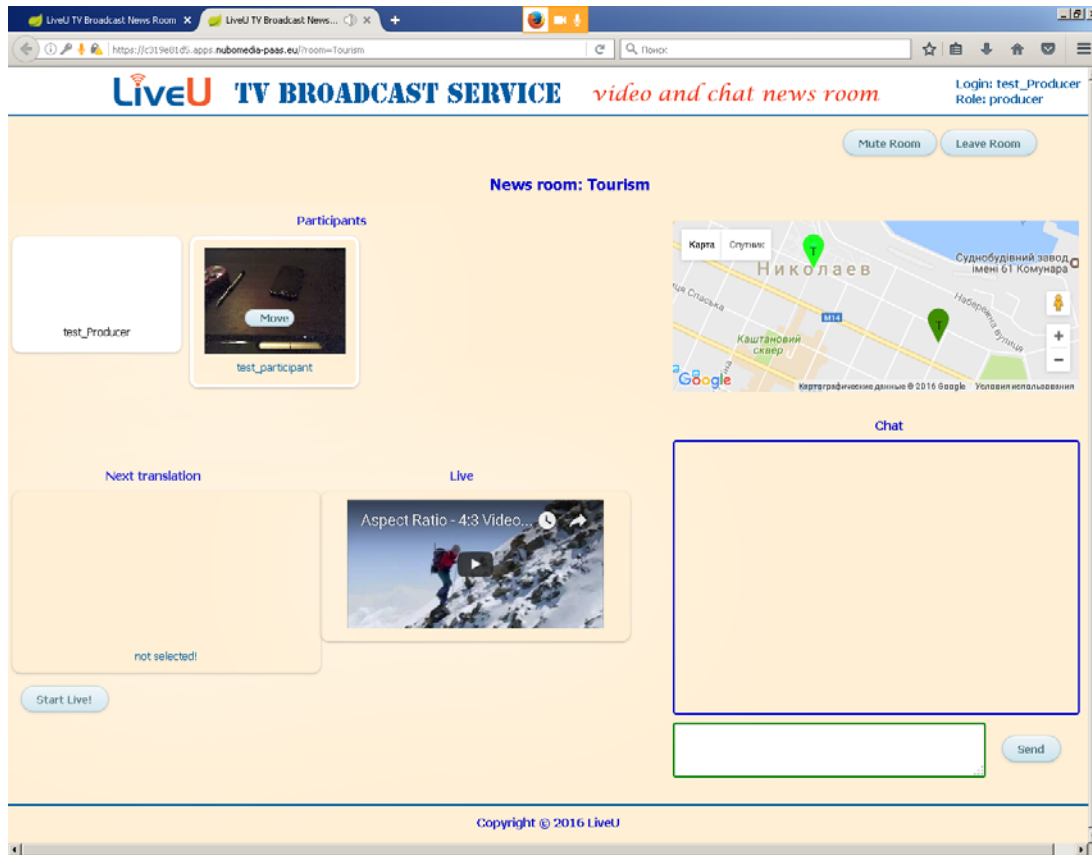 LiveU TV Broadcast News Room
LiveU TV Broadcast News...
https://c319e81d5.apps.nubomedia-paas.eu/?room=Tourism
Поиск
LiveU TV BROADCAST SERVICE video and chat news room
Login: test_Producer
Role: producer
Mute Room Leave Room
News room: Tourism
Participants
test_Producer
Move
test_participant
Карта Спутник
Николаев
Суднобудівний завод
імені 61 Комунара
Спаська
Набережна вулиця
M14
Каштановий
сквер
T
T
+
−
Google
Картографические данные © 2016 Google Условия использования
Chat
Next translation
Live
Aspect Ratio - 4:3 Video...
not selected!
Start Live!
Send
Copyright © 2016 LiveU